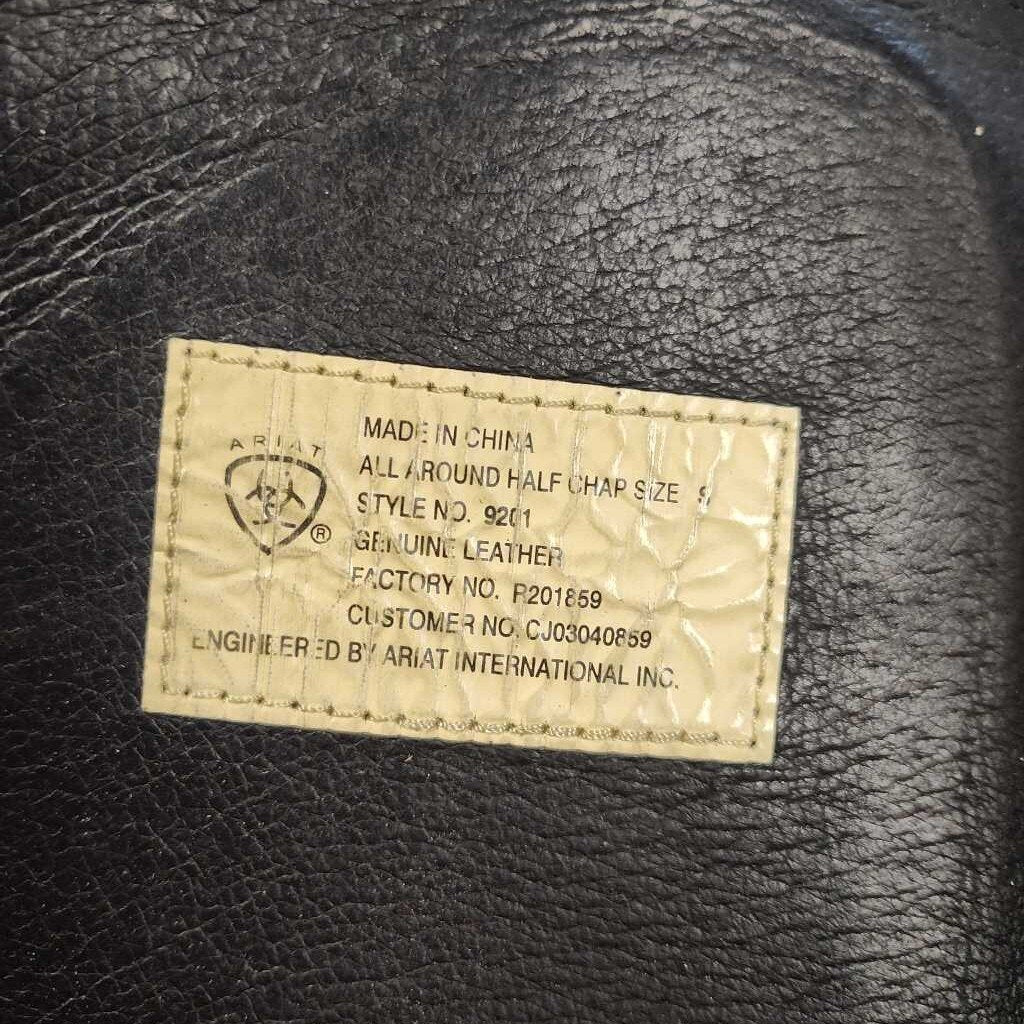 ARIAT
®
MADE IN CHINA
ALL AROUND HALF CHAP SIZE S
STYLE NO. 9201
GENUINE LEATHER
FACTORY NO. R201859
CUSTOMER NO. CJ03040859
ENGINEERED BY ARIAT INTERNATIONAL INC.